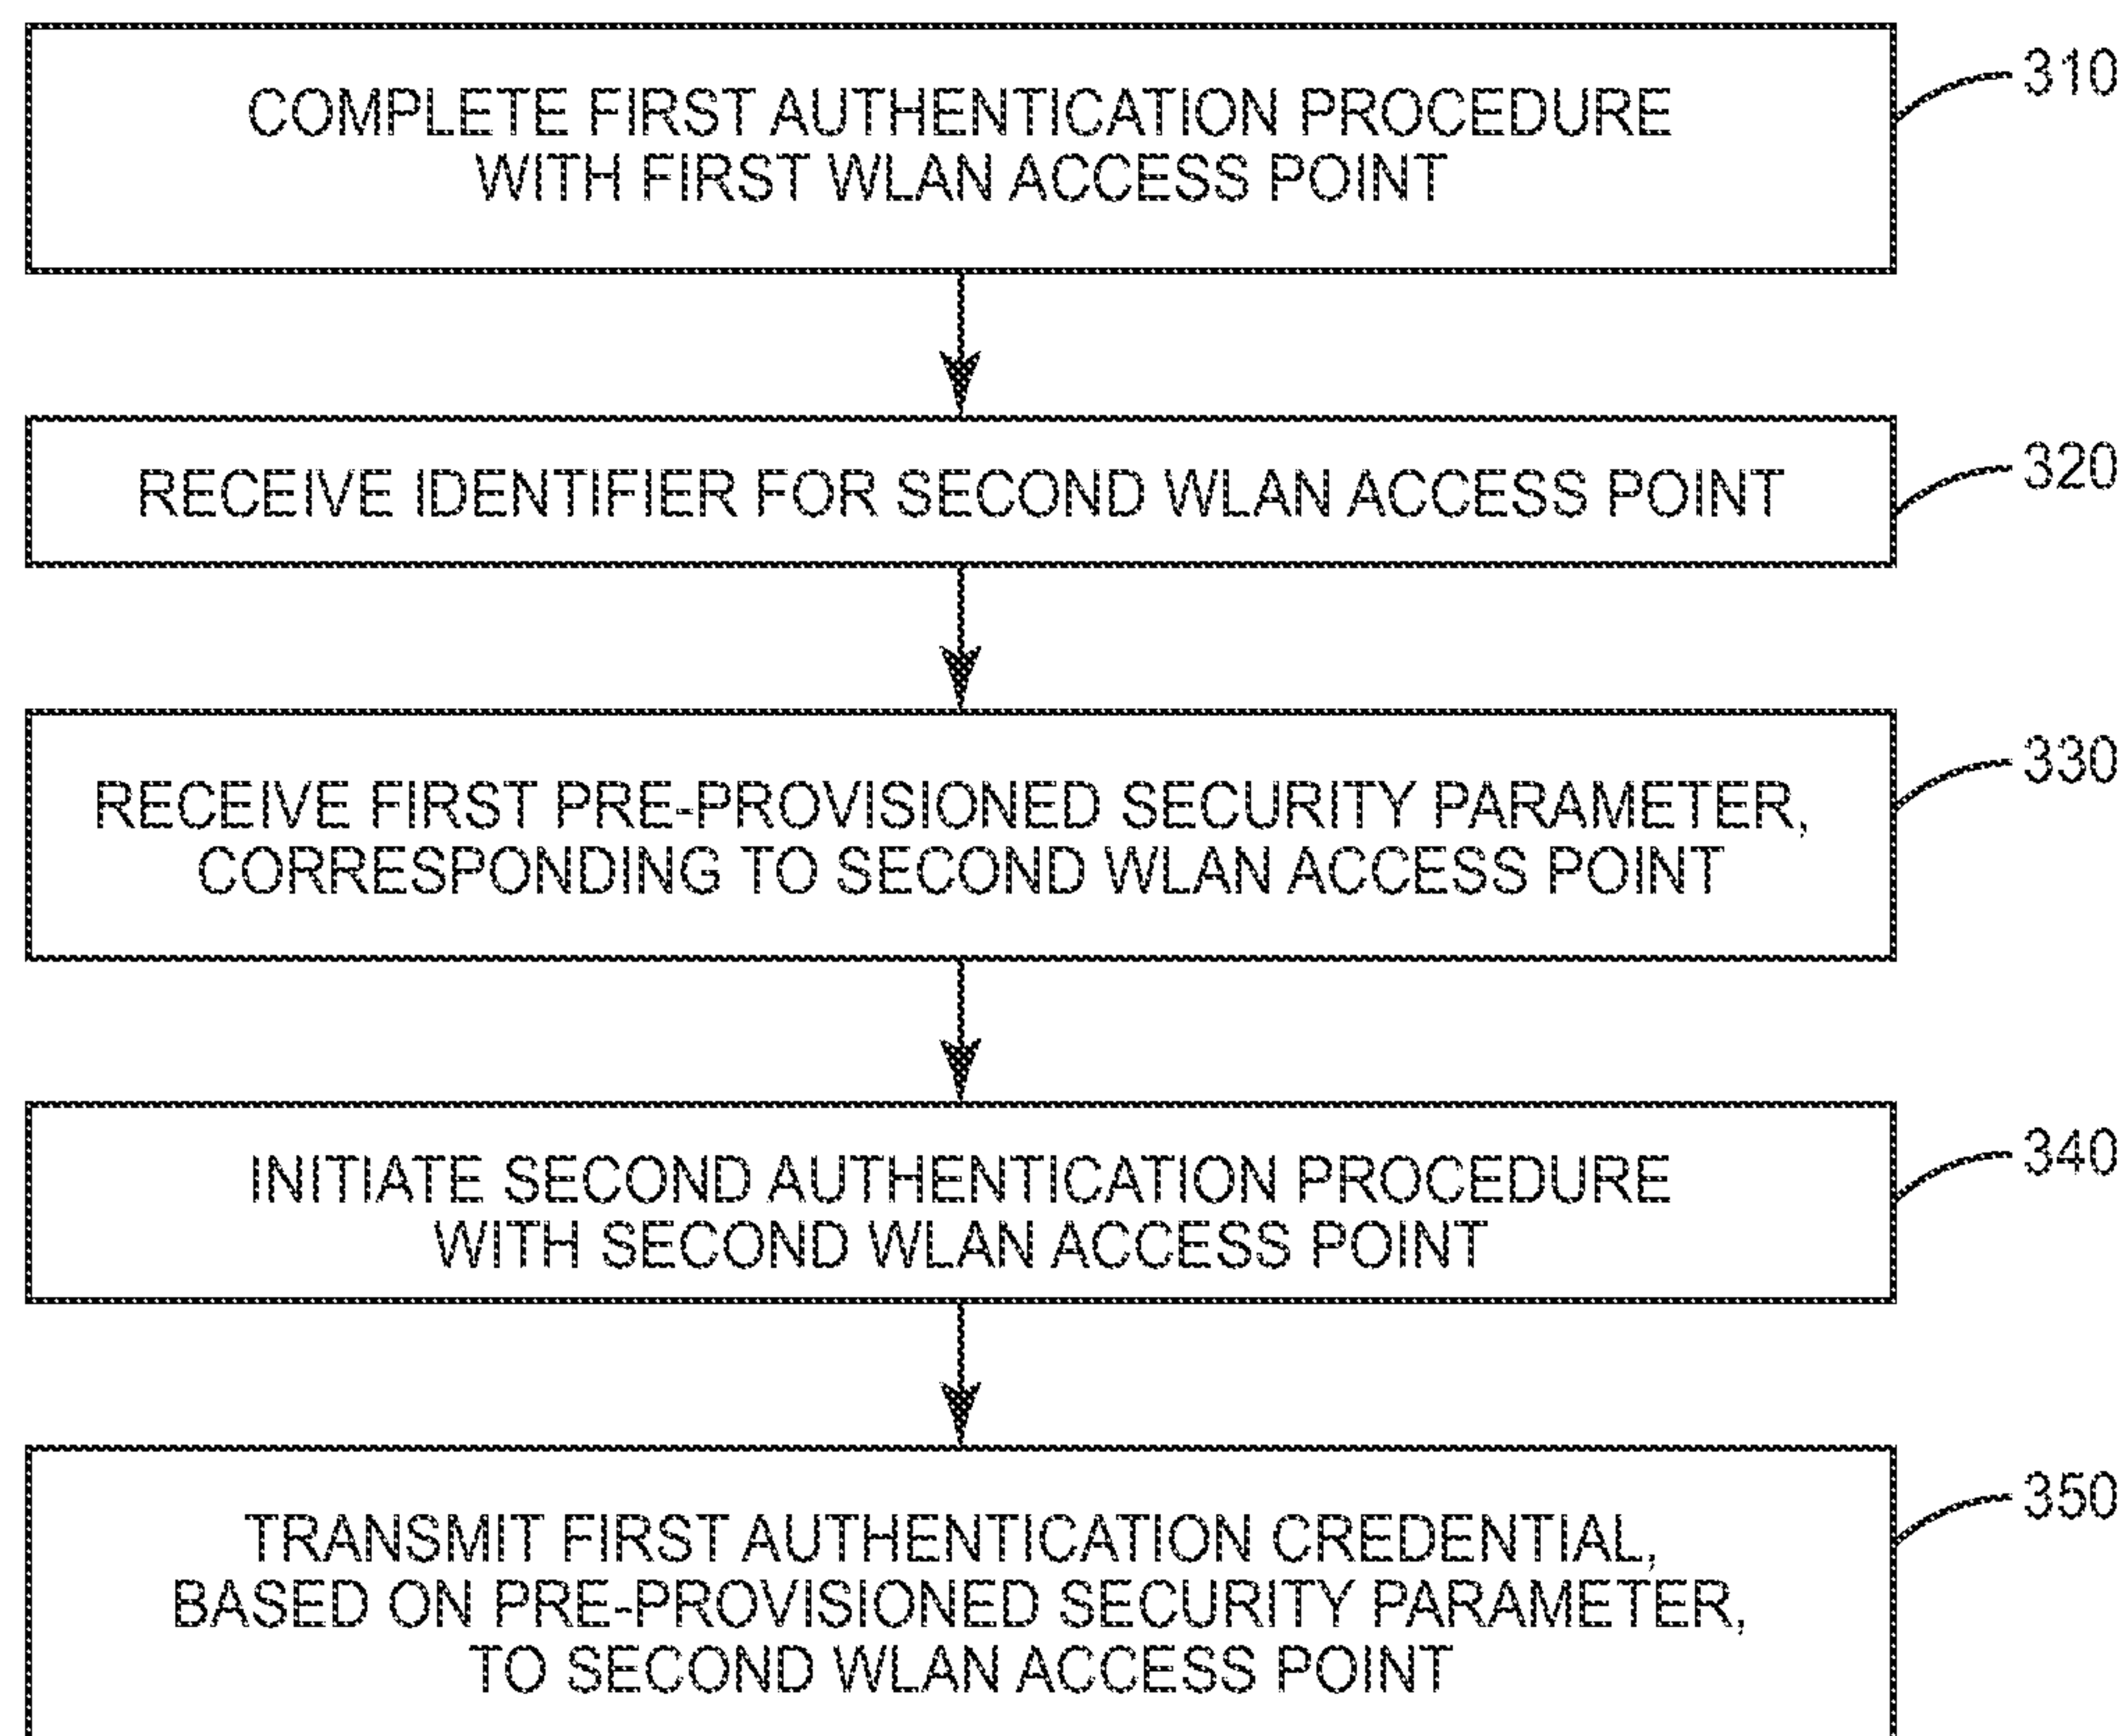 COMPLETE FIRST AUTHENTICATION PROCEDURE
WITH FIRST WLAN ACCESS POINT
310
RECEIVE IDENTIFIER FOR SECOND WLAN ACCESS POINT
320
RECEIVE FIRST PRE-PROVISIONED SECURITY PARAMETER,
CORRESPONDING TO SECOND WLAN ACCESS POINT
330
INITIATE SECOND AUTHENTICATION PROCEDURE
WITH SECOND WLAN ACCESS POINT
340
TRANSMIT FIRST AUTHENTICATION CREDENTIAL,
BASED ON PRE-PROVISIONED SECURITY PARAMETER,
TO SECOND WLAN ACCESS POINT
350